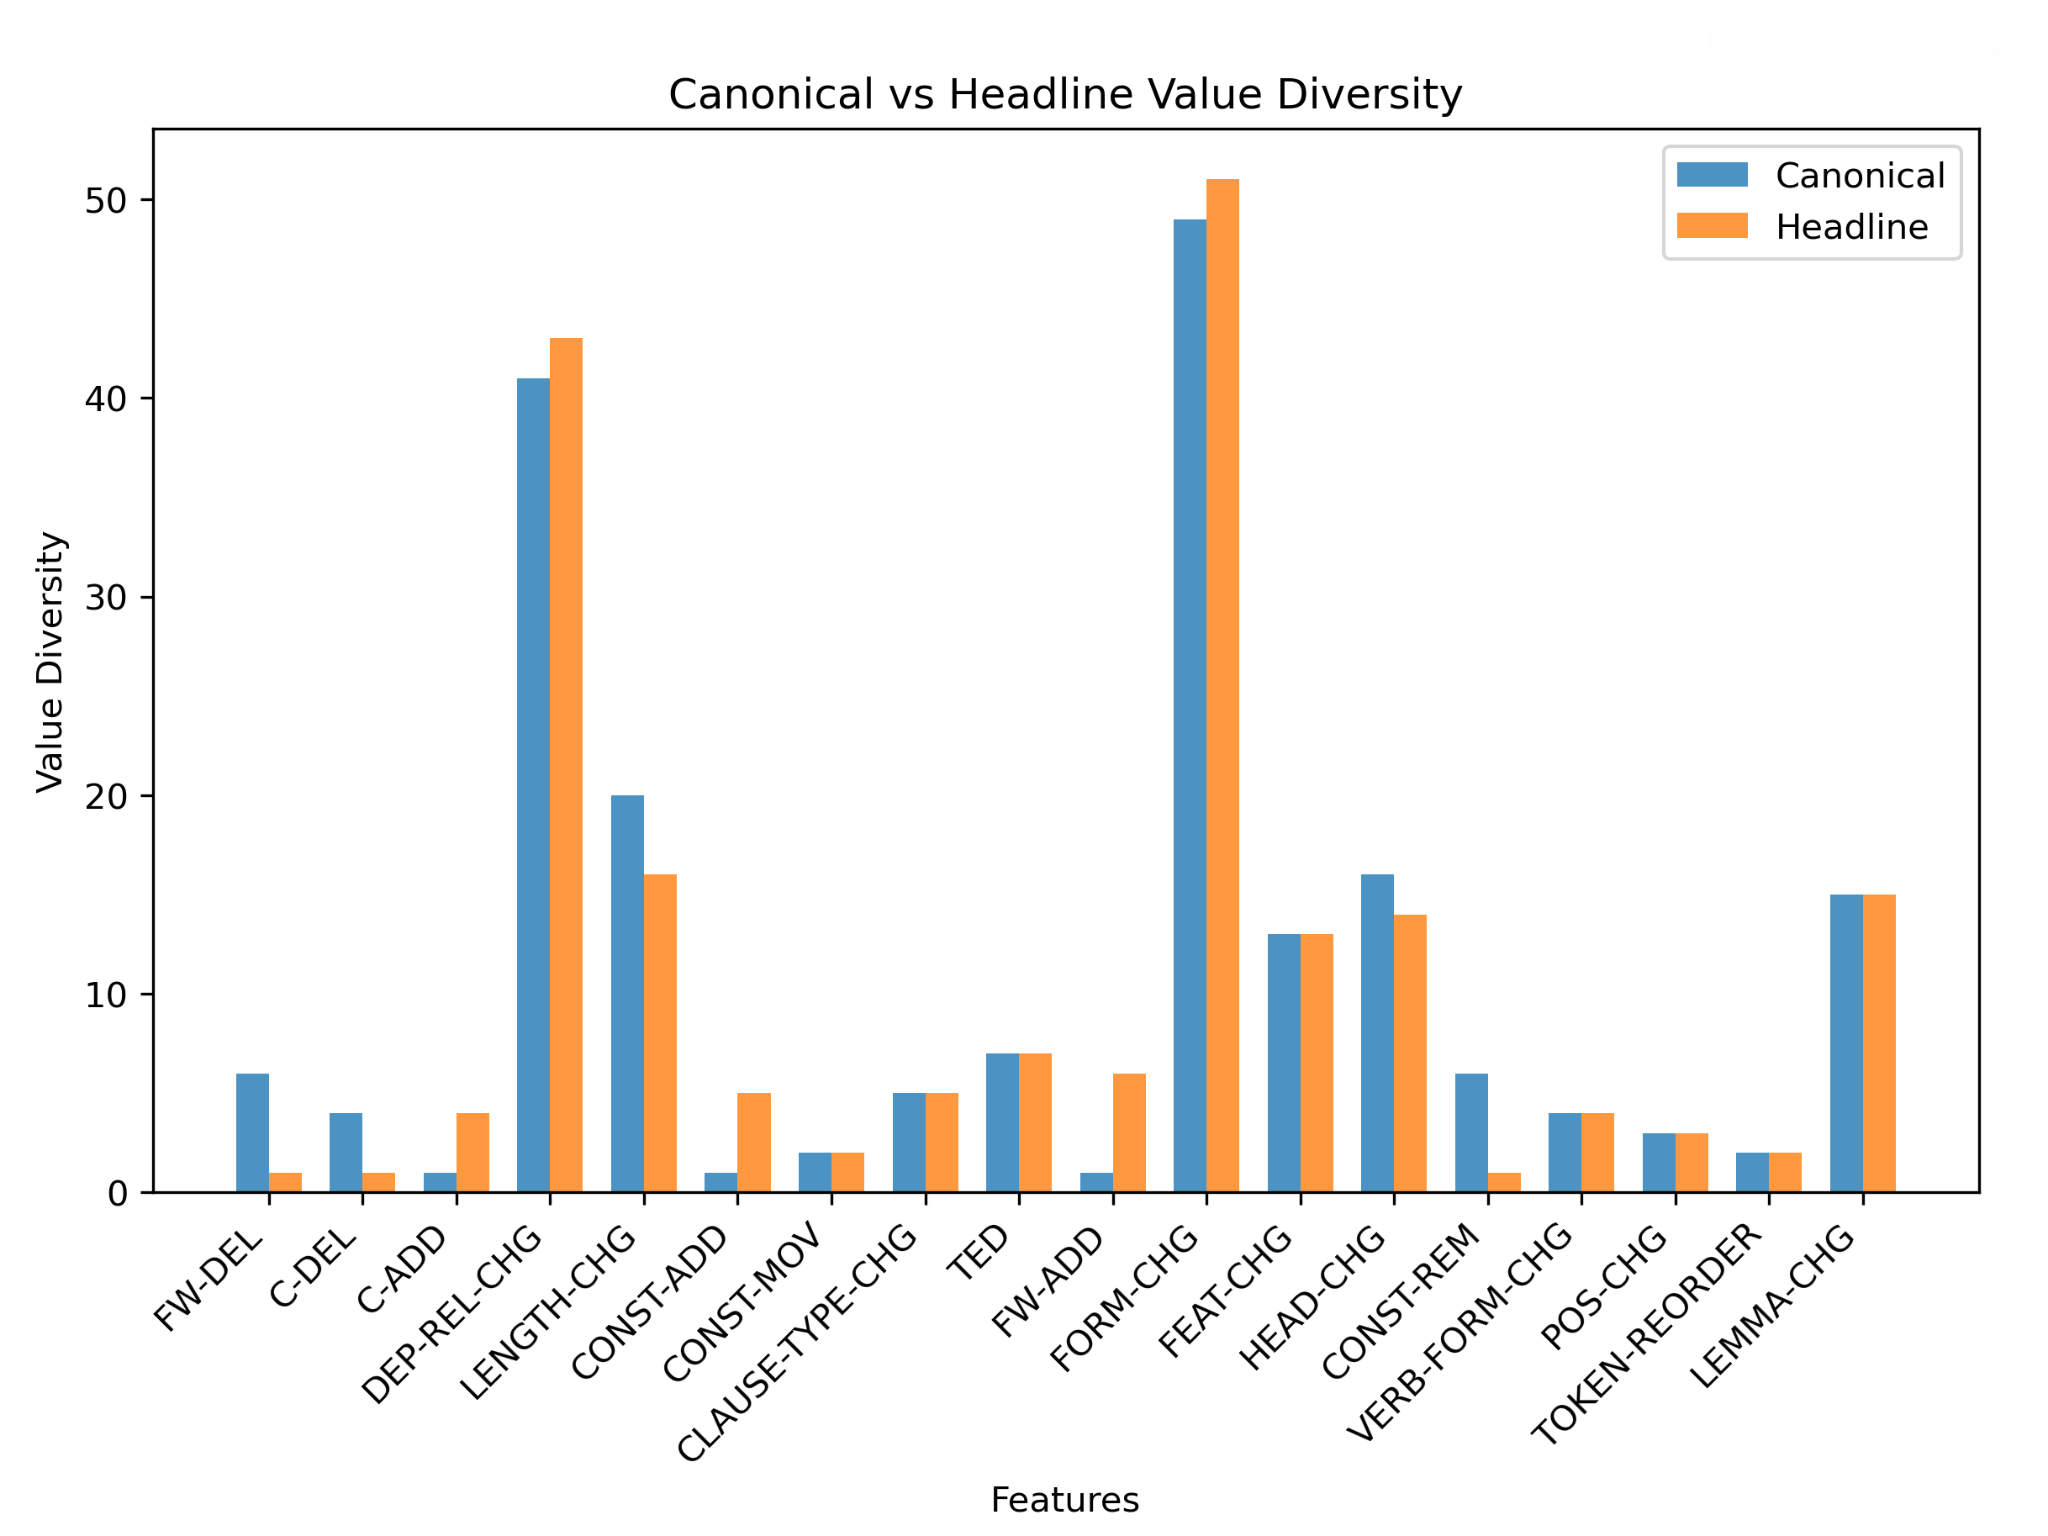 Canonical vs Headline Value Diversity
Canonical
Headline
Value Diversity
50
40
30
20
10
0
FW-DEL
C-DEL
C-ADD
DEP-REL-CHG
LENGTH-CHG
CONST-ADD
CONST-MOV
CLAUSE-TYPE-CHG
TED
FW-ADD
FORM-CHG
FEAT-CHG
HEAD-CHG
CONST-REM
VERB-FORM-CHG
POS-CHG
TOKEN-REORDER
LEMMA-CHG
Features